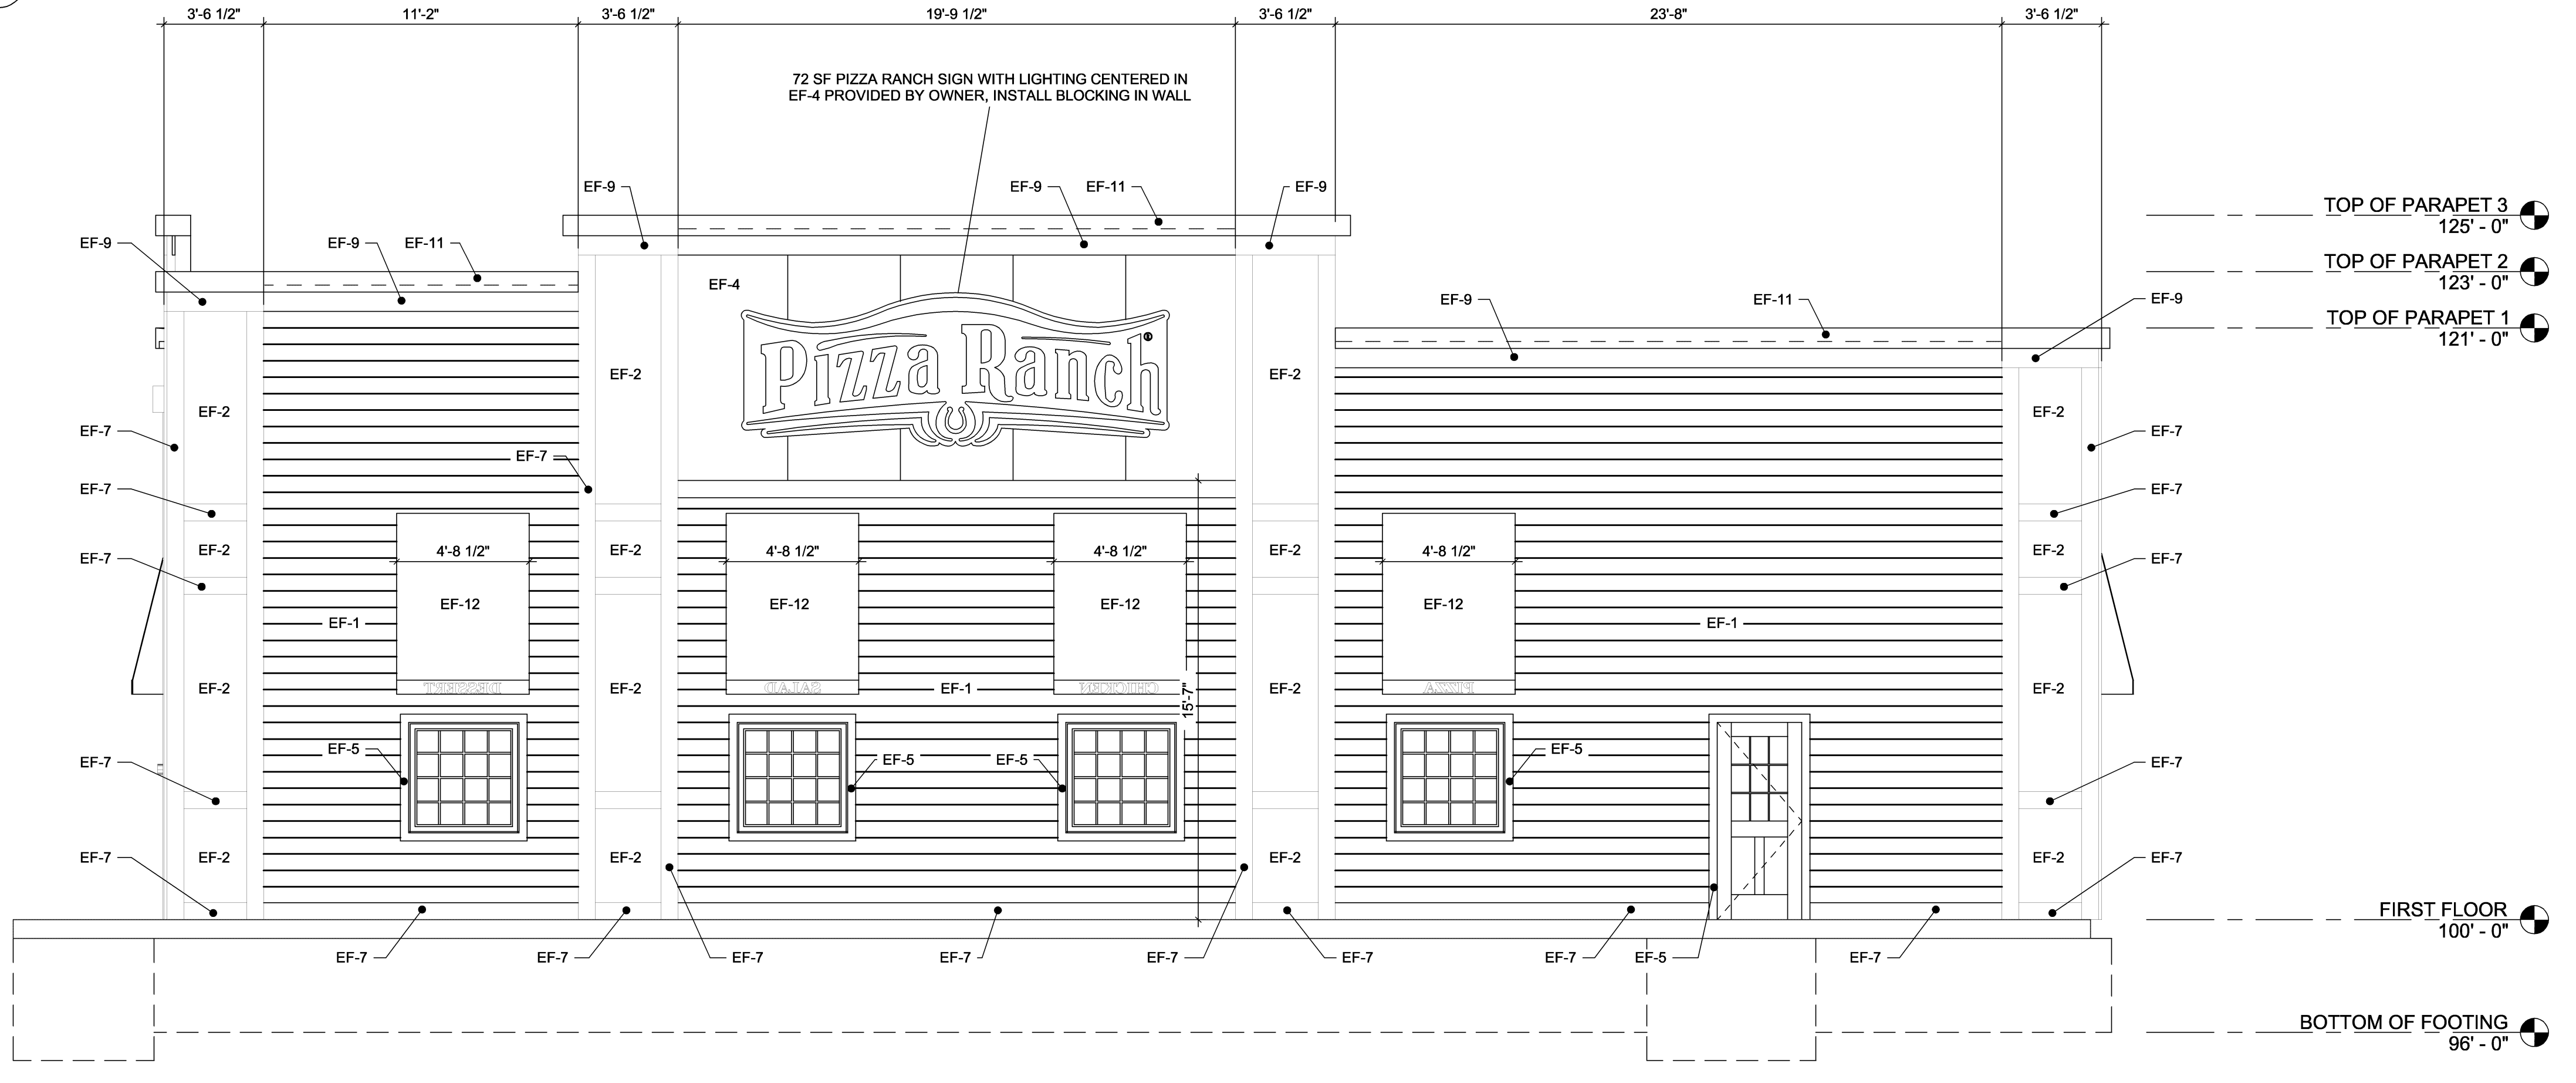 3'-6 1/2" 11'-2" 3'-6 1/2" 19'-9 1/2" 3'-6 1/2" 23'-8" 3'-6 1/2"
72 SF PIZZA RANCH SIGN WITH LIGHTING CENTERED IN
EF-4 PROVIDED BY OWNER, INSTALL BLOCKING IN WALL
EF-9 EF-9 EF-11 EF-9
TOP OF PARAPET 3
125' - 0"
EF-9 EF-9 EF-11
TOP OF PARAPET 2
123' - 0"
EF-4
EF-9 EF-11 EF-9
TOP OF PARAPET 1
121' - 0"
Pizza Ranch®
EF-2 EF-2
EF-2 EF-2
EF-7 EF-7
EF-7
EF-7 EF-7
EF-2 EF-2 EF-2 EF-2
4'-8 1/2" 4'-8 1/2" 4'-8 1/2" 4'-8 1/2"
EF-7 EF-7
EF-12 EF-12 EF-12 EF-12
EF-1 EF-1
DESSERT SALAD CHICKEN PIZZA
EF-2 EF-2 EF-1 EF-2 EF-2
15'-7"
EF-5 EF-5
EF-7 EF-5 EF-5 EF-7
EF-7 EF-2 EF-2 EF-2 EF-2 EF-7
FIRST FLOOR
100' - 0"
EF-7 EF-7 EF-7 EF-7 EF-7 EF-7 EF-7 EF-5 EF-7
BOTTOM OF FOOTING
96' - 0"